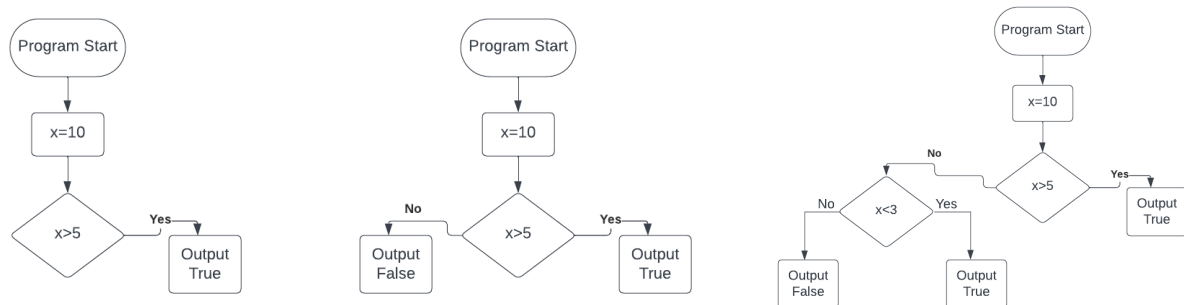 Program Start
x=10
x>5
Yes
Output
True
Program Start
x=10
x>5
No
Yes
Output
False
Output
True
Program Start
x=10
x>5
No
Yes
Output
True
x<3
No
Yes
Output
False
Output
True